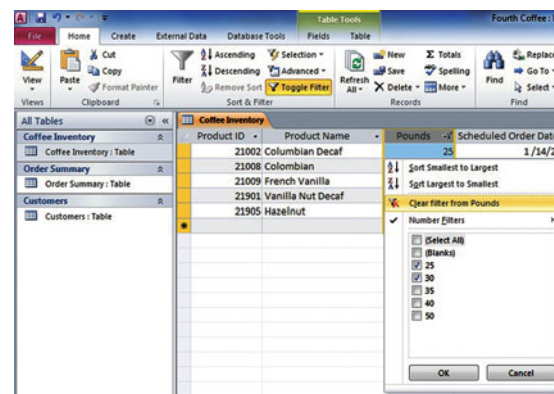 Table Tools
Fourth Coffee :
File Home Create External Data Database Tools Fields Table
View
Paste
Cut
Copy
Format Painter
Filter
Ascending
Descending
Remove Sort
Selection
Advanced
Toggle Filter
Refresh All
New
Save
Delete
Totals
Spelling
More
Find
Replace
Go To
Select
Views Clipboard Sort & Filter Records Find
All Tables
Coffee Inventory
Coffee Inventory : Table
Order Summary
Order Summary : Table
Customers
Customers : Table
Coffee Inventory
Product ID Product Name Pounds Scheduled Order Date
21002 Columbian Decaf 25 1/14/2
21008 Colombian
21009 French Vanilla
21901 Vanilla Nut Decaf
21905 Hazelnut
Sort Smallest to Largest
Sort Largest to Smallest
Clear filter from Pounds
Number Filters
(Select All)
(Blanks)
25
30
35
40
50
OK Cancel